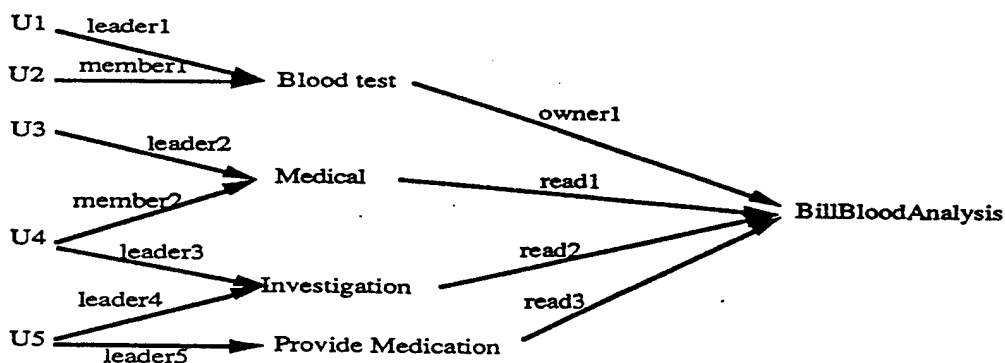 U1
leader1
U2
member1
Blood test
owner1
U3
leader2
Medical
read1
member2
BillBloodAnalysis
U4
leader3
read2
Investigation
leader4
read3
U5
leader5
Provide Medication